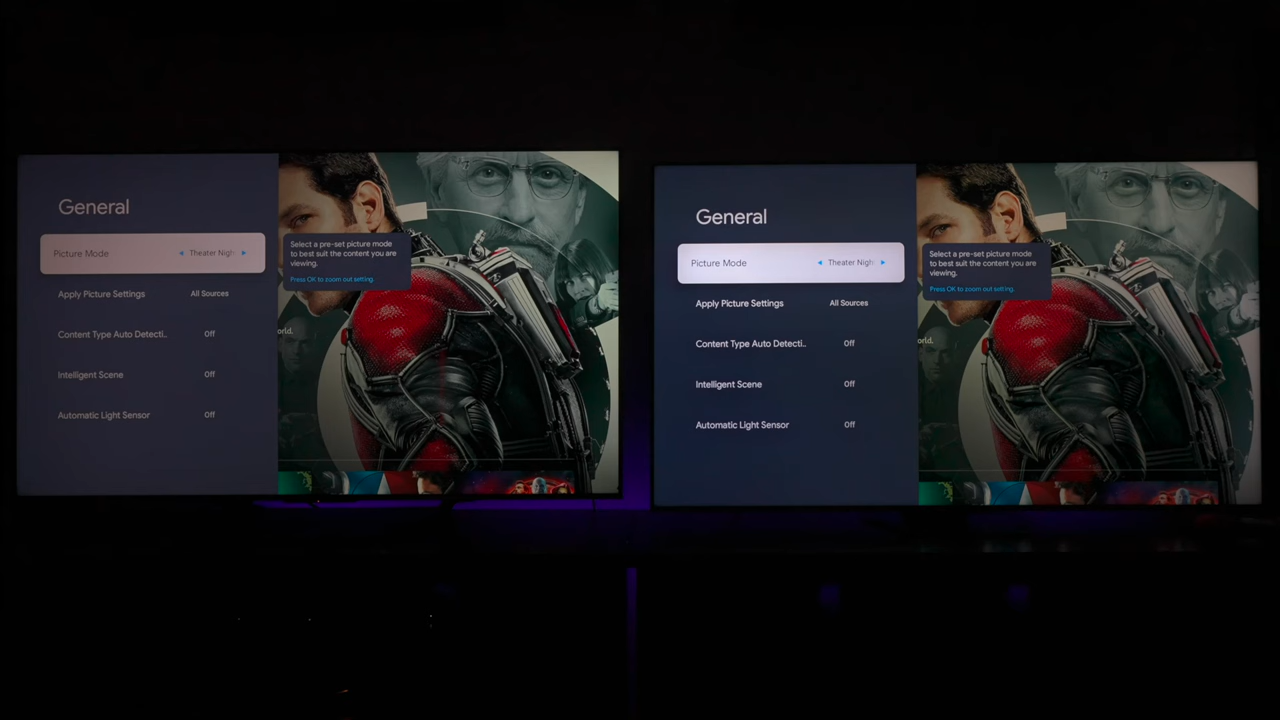 General
Picture Mode
Theater Nigh
Select a pre-set picture mode
to best suit the content you are
viewing.
Press OK to zoom out setting.
Apply Picture Settings
All Sources
orld.
Content Type Auto Detecti..
Off
Intelligent Scene
Off
Automatic Light Sensor
Off
General
Picture Mode
Theater Nigh
Select a pre-set picture mode
to best suit the content you are
viewing.
Press OK to zoom out setting.
Apply Picture Settings
All Sources
orld.
Content Type Auto Detecti..
Off
Intelligent Scene
Off
Automatic Light Sensor
Off